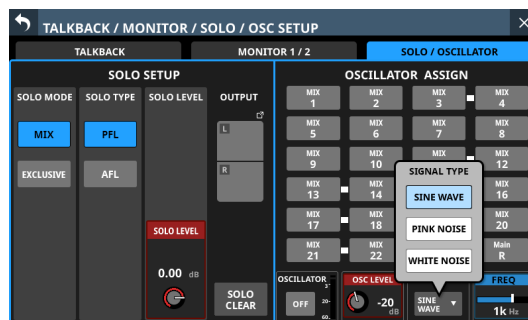 TALKBACK / MONITOR / SOLO / OSC SETUP
TALKBACK
MONITOR 1 / 2
SOLO / OSCILLATOR
SOLO SETUP
SOLO MODE
SOLO TYPE
SOLO LEVEL
OUTPUT
MIX
PFL
L
EXCLUSIVE
AFL
R
SOLO LEVEL
0.00 dB
SOLO
CLEAR
OSCILLATOR ASSIGN
MIX
1
MIX
2
MIX
3
MIX
4
MIX
5
MIX
6
MIX
7
MIX
8
MIX
9
MIX
10
MIX
MIX
12
MIX
13
MIX
14
MIX
16
MIX
17
MIX
18
MIX
20
MIX
21
MIX
22
Main
R
SIGNAL TYPE
SINE WAVE
PINK NOISE
WHITE NOISE
OSCILLATOR
OFF
20-
60.
OSC LEVEL
-20
dB
SINE
WAVE
FREQ
1k Hz